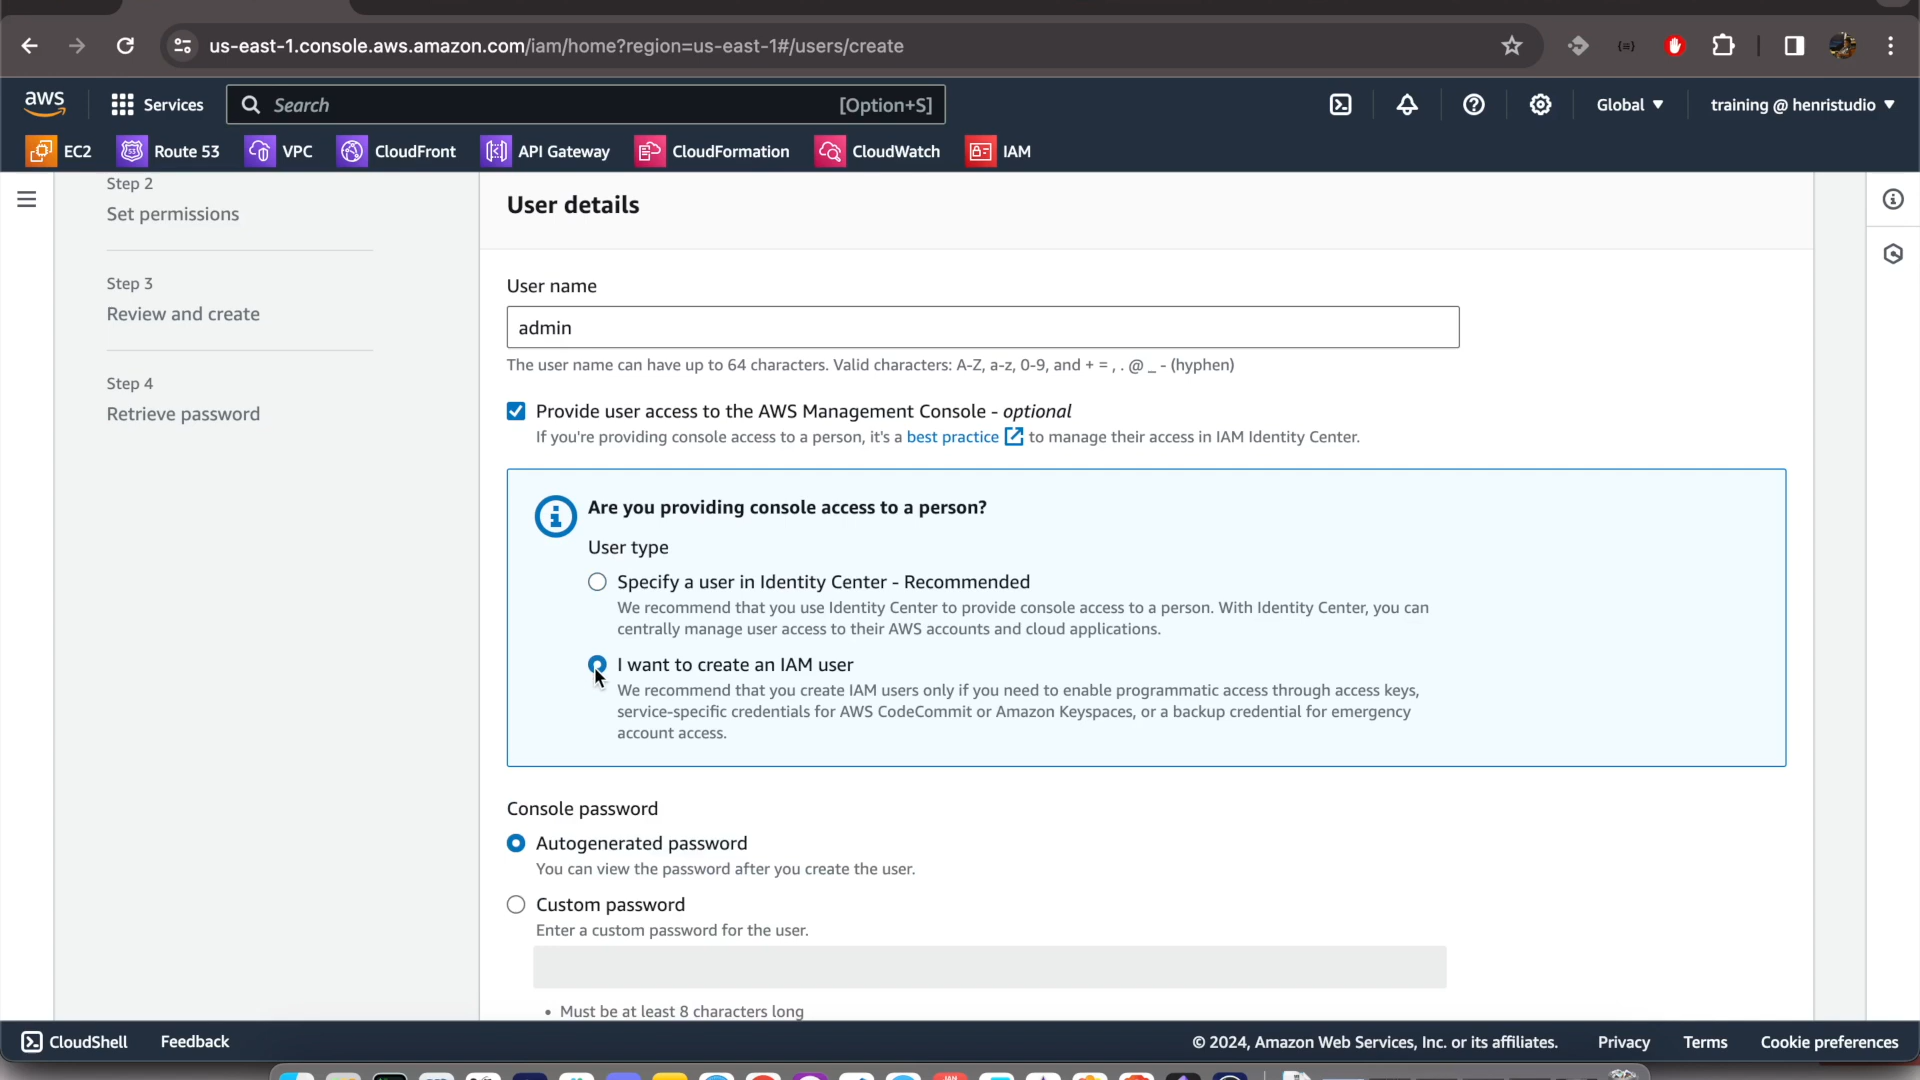 us-east-1.console.aws.amazon.com/iam/home?region=us-east-1#/users/create
aws
Services
Search
[Option+S]
Global
training @ henristudio
EC2
Route 53
VPC
CloudFront
API Gateway
CloudFormation
CloudWatch
IAM
Step 2
Set permissions
Step 3
Review and create
Step 4
Retrieve password
User details
User name
admin
The user name can have up to 64 characters. Valid characters: A-Z, a-z, 0-9, and + = , . @ _ - (hyphen)
Provide user access to the AWS Management Console - optional
If you're providing console access to a person, it's a best practice to manage their access in IAM Identity Center.
Are you providing console access to a person?
User type
Specify a user in Identity Center - Recommended
We recommend that you use Identity Center to provide console access to a person. With Identity Center, you can
centrally manage user access to their AWS accounts and cloud applications.
I want to create an IAM user
We recommend that you create IAM users only if you need to enable programmatic access through access keys,
service-specific credentials for AWS CodeCommit or Amazon Keyspaces, or a backup credential for emergency
account access.
Console password
Autogenerated password
You can view the password after you create the user.
Custom password
Enter a custom password for the user.
• Must be at least 8 characters long
CloudShell
Feedback
© 2024, Amazon Web Services, Inc. or its affiliates.
Privacy
Terms
Cookie preferences